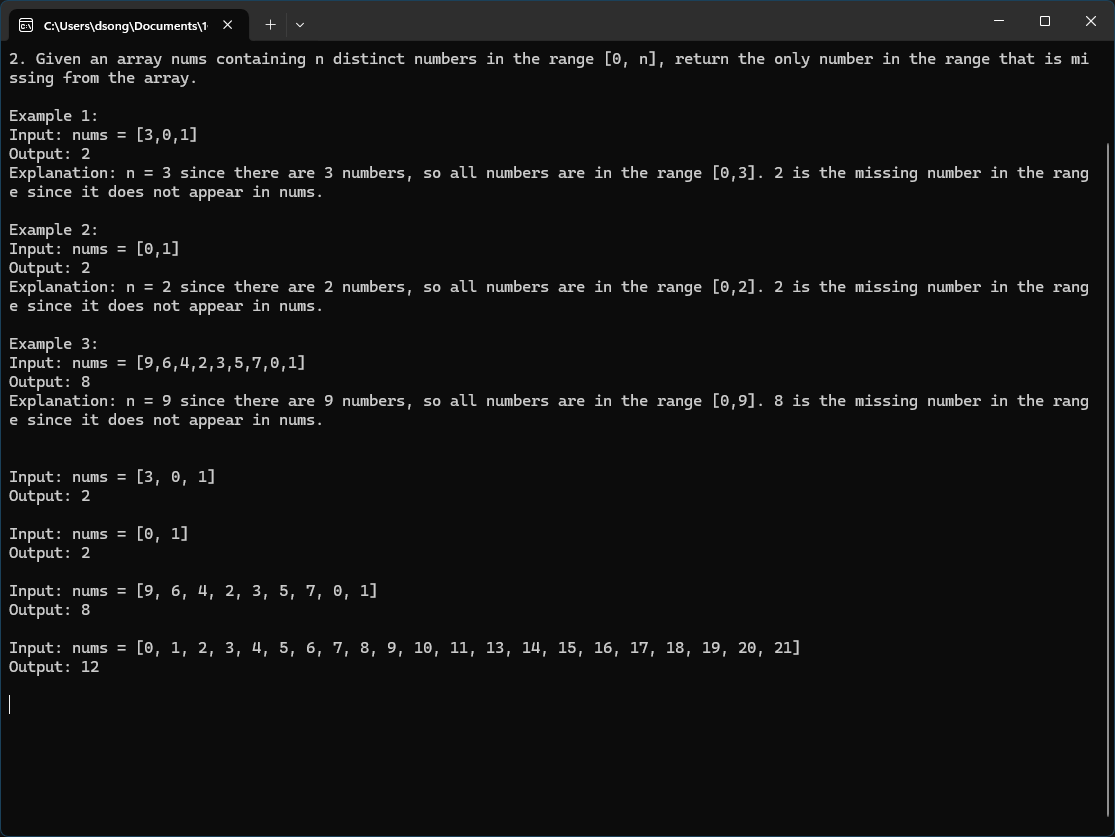 C:\Users\dsong\Documents\1
2. Given an array nums containing n distinct numbers in the range [0, n], return the only number in the range that is mi
ssing from the array.
Example 1:
Input: nums = [3,0,1]
Output: 2
Explanation: n = 3 since there are 3 numbers, so all numbers are in the range [0,3]. 2 is the missing number in the rang
e since it does not appear in nums.
Example 2:
Input: nums = [0,1]
Output: 2
Explanation: n = 2 since there are 2 numbers, so all numbers are in the range [0,2]. 2 is the missing number in the rang
e since it does not appear in nums.
Example 3:
Input: nums = [9,6,4,2,3,5,7,0,1]
Output: 8
Explanation: n = 9 since there are 9 numbers, so all numbers are in the range [0,9]. 8 is the missing number in the rang
e since it does not appear in nums.
Input: nums = [3, 0, 1]
Output: 2
Input: nums = [0, 1]
Output: 2
Input: nums = [9, 6, 4, 2, 3, 5, 7, 0, 1]
Output: 8
Input: nums = [0, 1, 2, 3, 4, 5, 6, 7, 8, 9, 10, 11, 13, 14, 15, 16, 17, 18, 19, 20, 21]
Output: 12